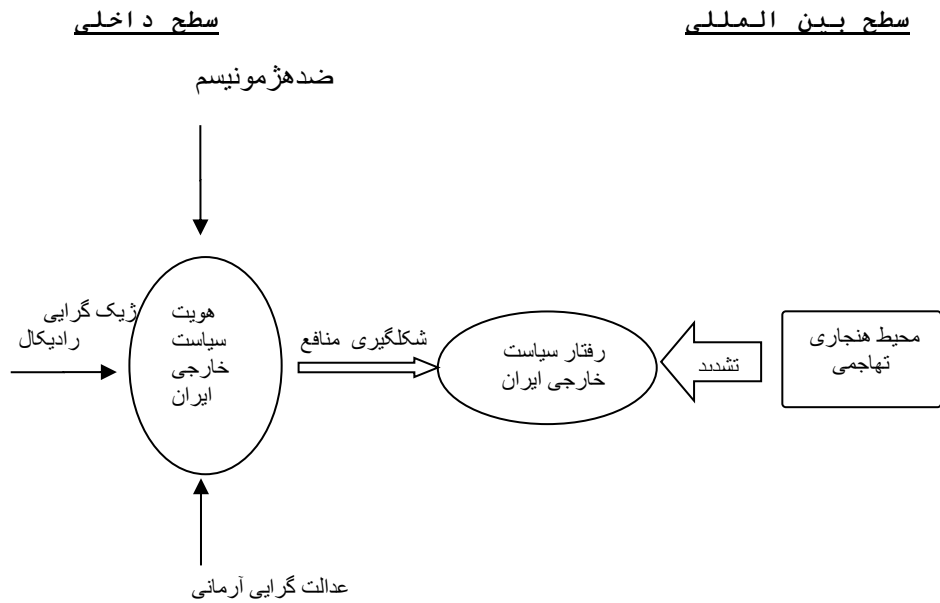 سطح بین المللی
سطح داخلی
ضدهژمونیسم
ژیک گرایی
رادیکال
هویت
سیاست
خارجی
ایران
شکلگیری منافع
رفتار سیاست
خارجی ایران
تشدید
محیط هنجاری
تهاجمی
عدالت گرایی آرمانی